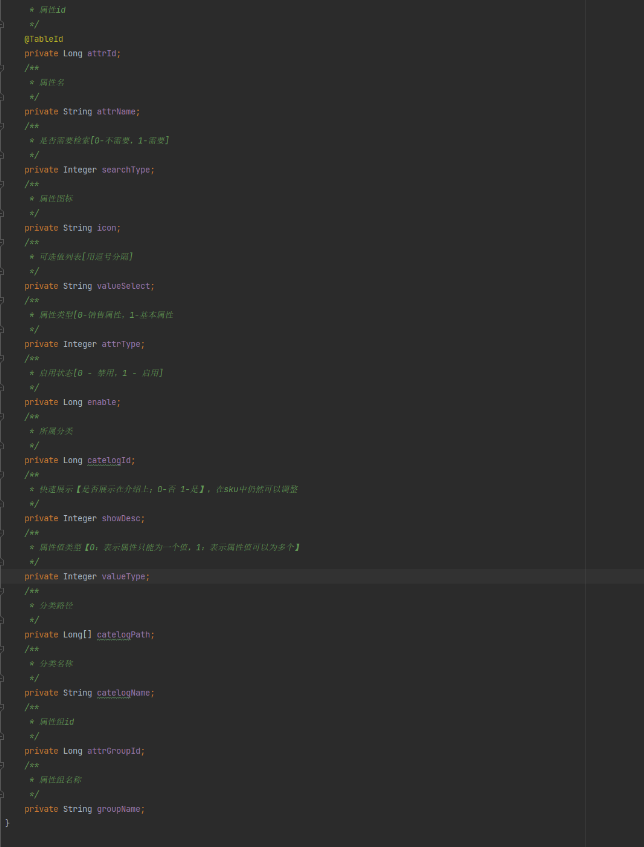 * 属性id
*/
@TableId
private Long attrId;
/**
* 属性名
*/
private String attrName;
/**
* 是否需要检索[0-不需要，1-需要]
*/
private Integer searchType;
/**
* 属性图标
*/
private String icon;
/**
* 可选值列表[用逗号分隔]
*/
private String valueSelect;
/**
* 属性类型[0-销售属性，1-基本属性
*/
private Integer attrType;
/**
* 启用状态[0 - 禁用，1 - 启用]
*/
private Long enable;
/**
* 所属分类
*/
private Long catelogId;
/**
* 快速展示【是否展示在介绍上；0-否 1-是】，在sku中仍然可以调整
*/
private Integer showDesc;
/**
* 属性值类型【0：表示属性只能为一个值，1：表示属性值可以为多个】
*/
private Integer valueType;
/**
* 分类路径
*/
private Long[] catelogPath;
/**
* 分类名称
*/
private String catelogName;
/**
* 属性组id
*/
private Long attrGroupId;
/**
* 属性组名称
*/
private String groupName;
}